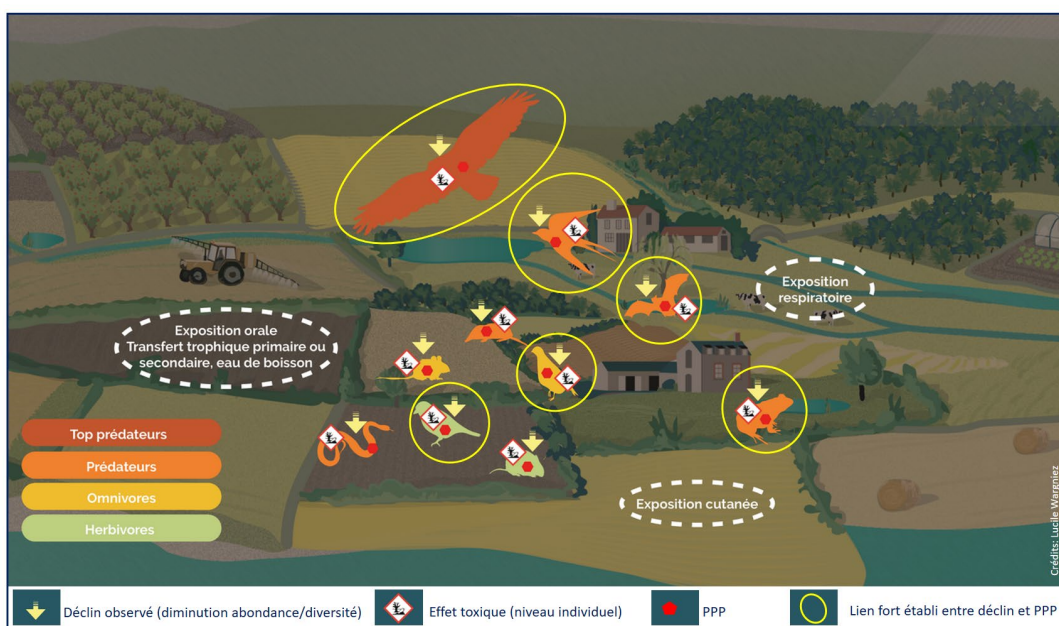 Exposition
respiratoire
Exposition orale
Transfert trophique primaire ou
secondaire, eau de boisson
Top prédateurs
Prédateurs
Omnivores
Herbivores
Exposition cutanée
Crédits: Lucile Wargniez
Déclin observé (diminution abondance/diversité)
Effet toxique (niveau individuel)
PPP
Lien fort établi entre déclin et PPP